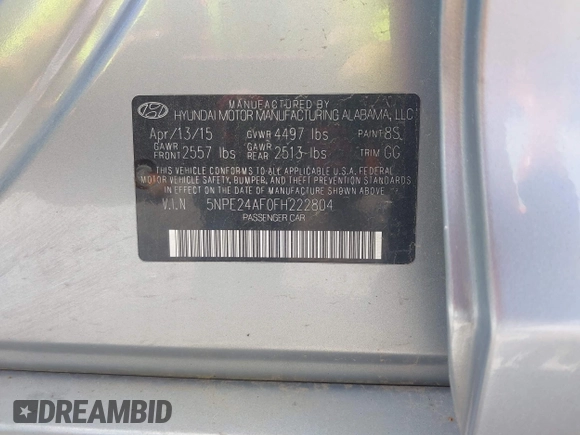 MANUFACTURED BY
HYUNDAI MOTOR MANUFACTURING ALABAMA, LLC
Apr/13/15 GVWR 4497 lbs PAINT 8S
GAWR FRONT 2557 lbs GAWR REAR 2513 lbs TRIM GG
THIS VEHICLE CONFORMS TO ALL APPLICABLE U.S.A. FEDERAL
MOTOR VEHICLE SAFETY, BUMPER, AND THEFT PREVENTION STANDARDS
IN EFFECT ON THE DATE OF MANUFACTURE SHOWN ABOVE.
V.I.N 5NPE24AF0FH222804
PASSENGER CAR
DREAMBID